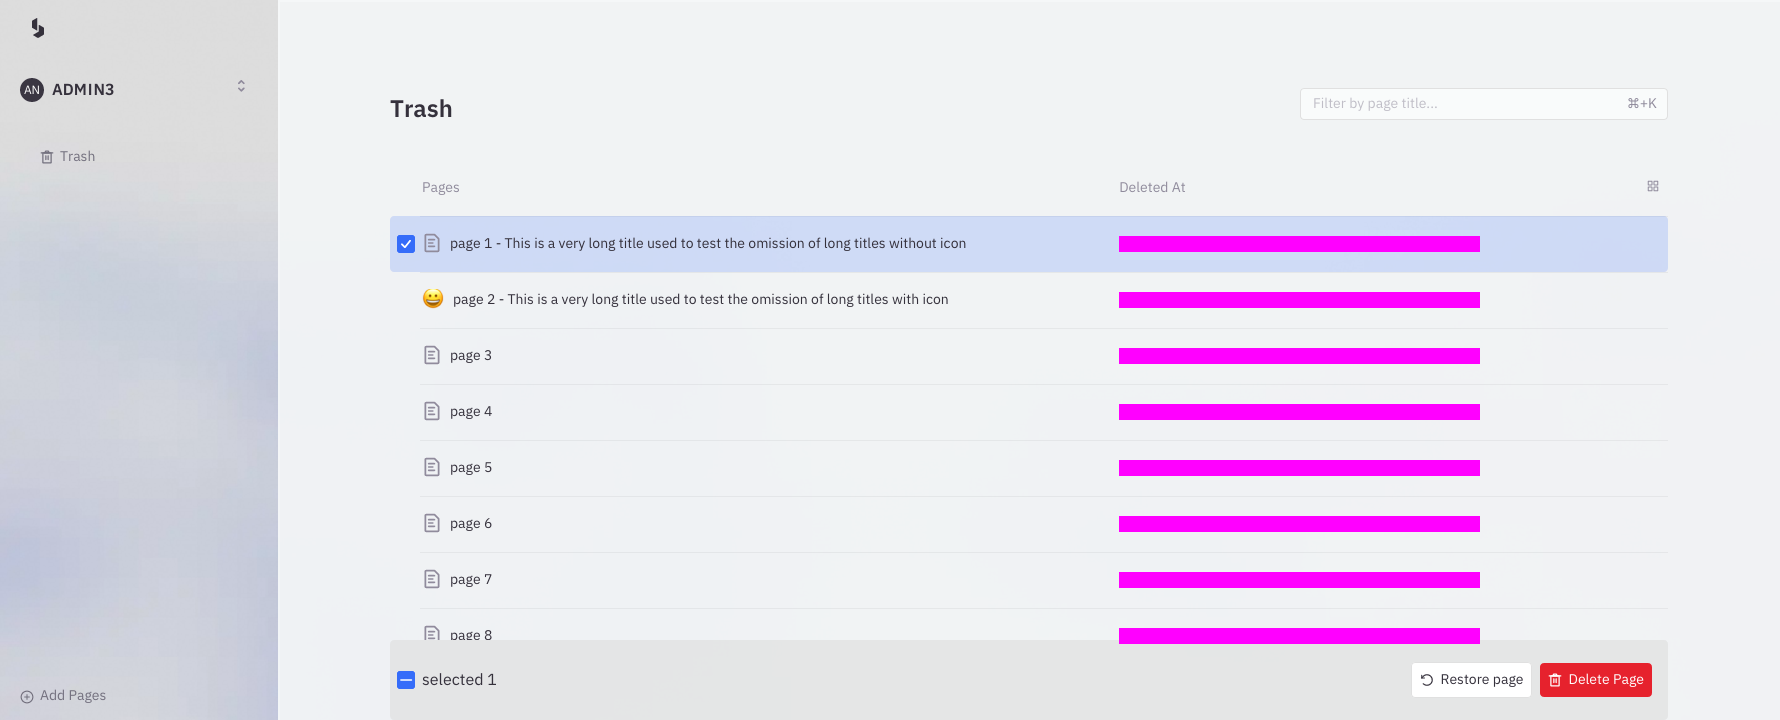 AN ADMIN3
Trash
Add Pages
Trash
Filter by page title... ⌘+K
Pages Deleted At
page 1 - This is a very long title used to test the omission of long titles without icon
page 2 - This is a very long title used to test the omission of long titles with icon
page 3
page 4
page 5
page 6
page 7
page 8
selected 1 Restore page Delete Page